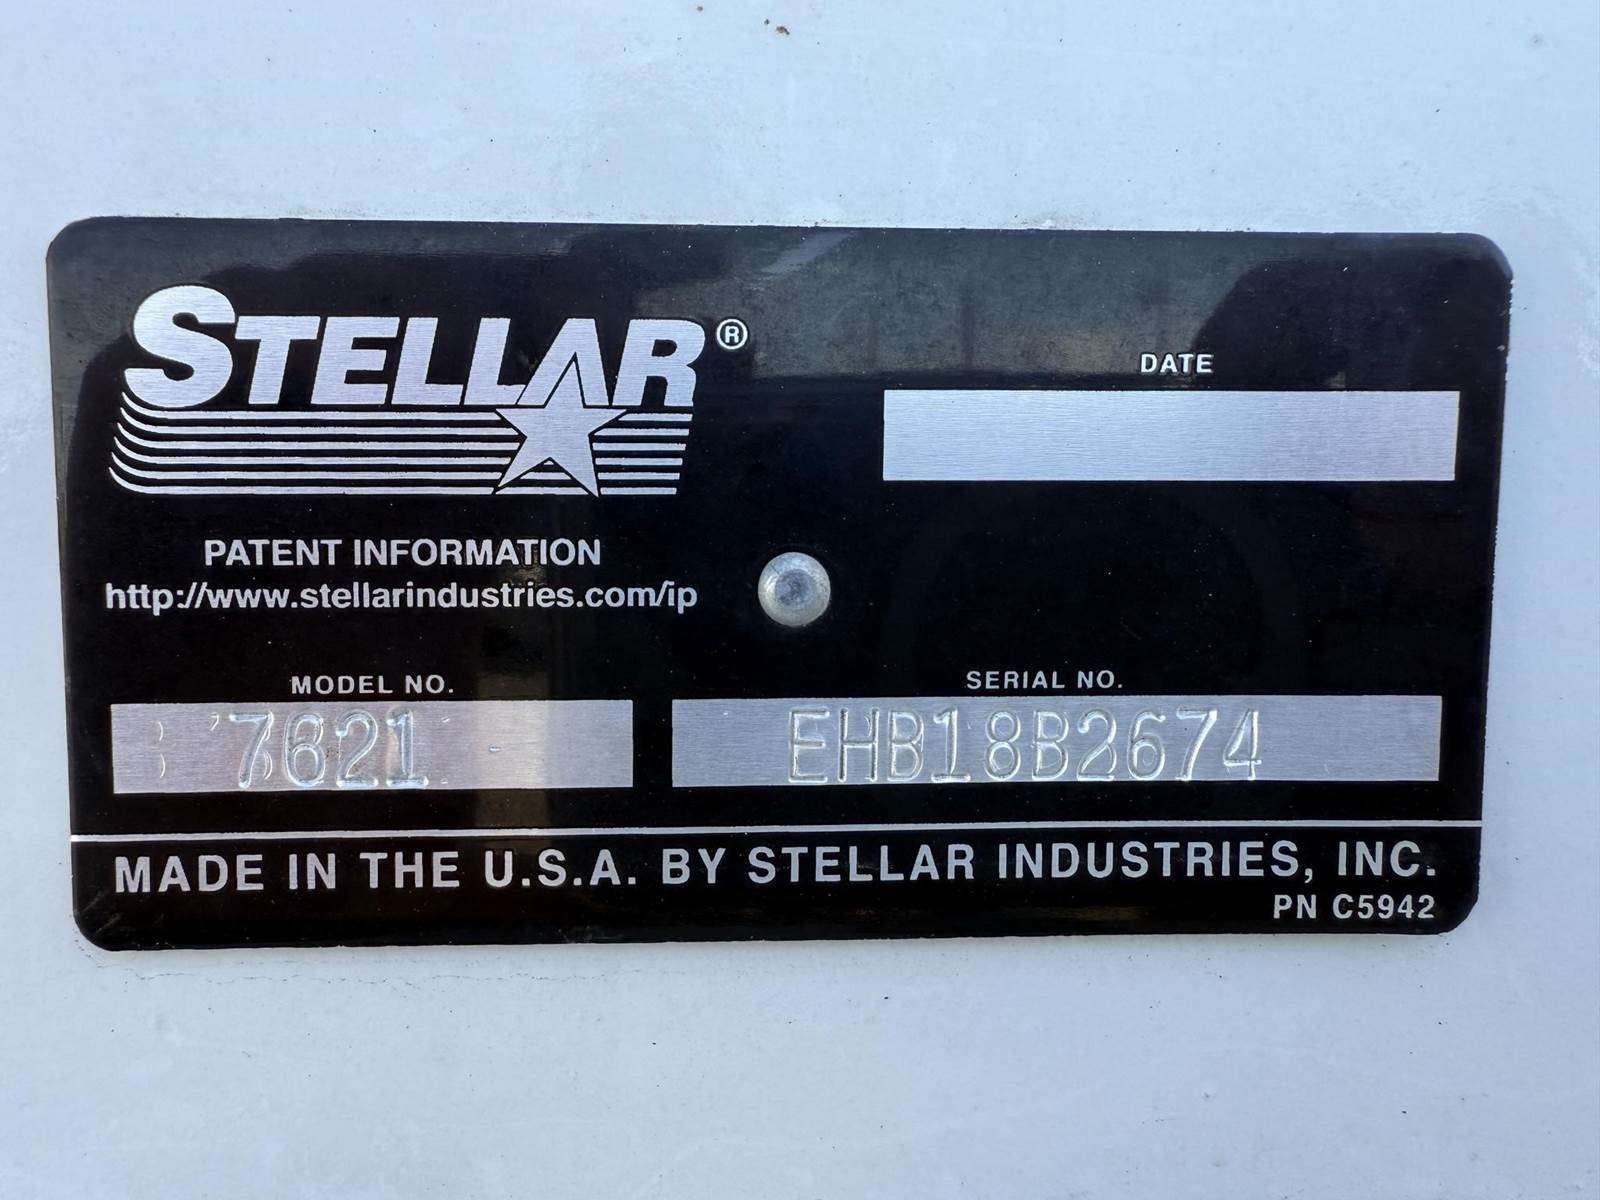 STELLAR®
DATE
PATENT INFORMATION
http://www.stellarindustries.com/ip
MODEL NO.
7621
SERIAL NO.
EHB18B2674
MADE IN THE U.S.A. BY STELLAR INDUSTRIES, INC.
PN C5942